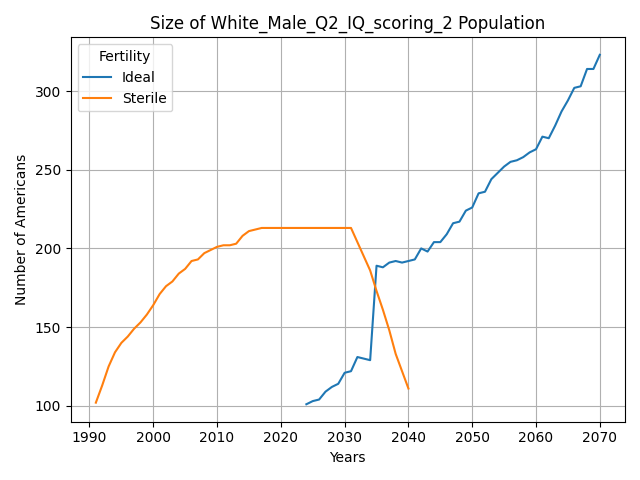 Size of White_Male_Q2_IQ_scoring_2 Population
Fertility
Ideal
Sterile
Number of Americans
300
250
200
150
100
1990 2000 2010 2020 2030 2040 2050 2060 2070
Years